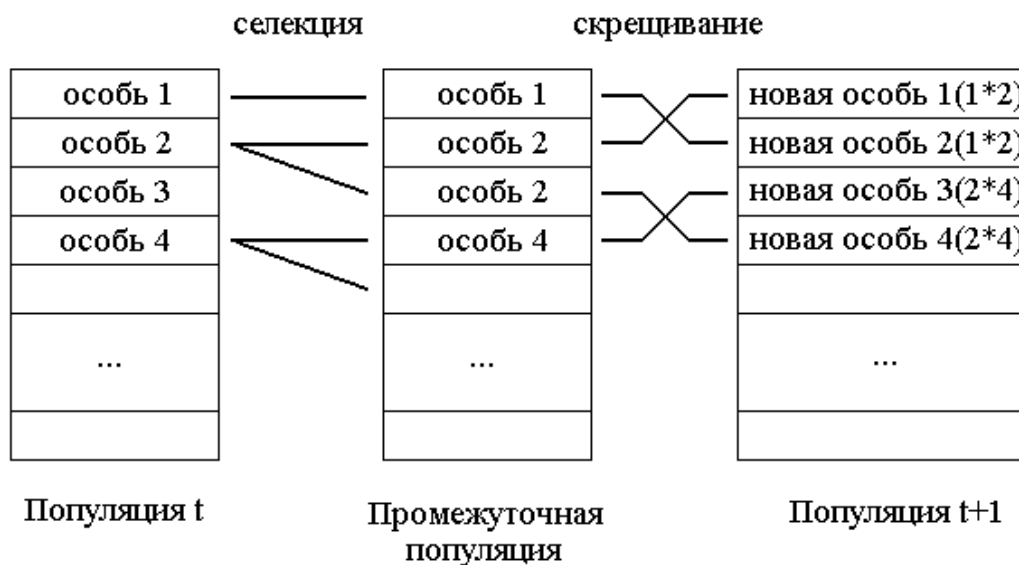 селекция скрещивание
особь 1 особь 1 новая особь 1(1*2)
особь 2 особь 2 новая особь 2(1*2)
особь 3 особь 2 новая особь 3(2*4)
особь 4 особь 4 новая особь 4(2*4)
... ... ...
Популяция t Промежуточная Популяция t+1
популяция